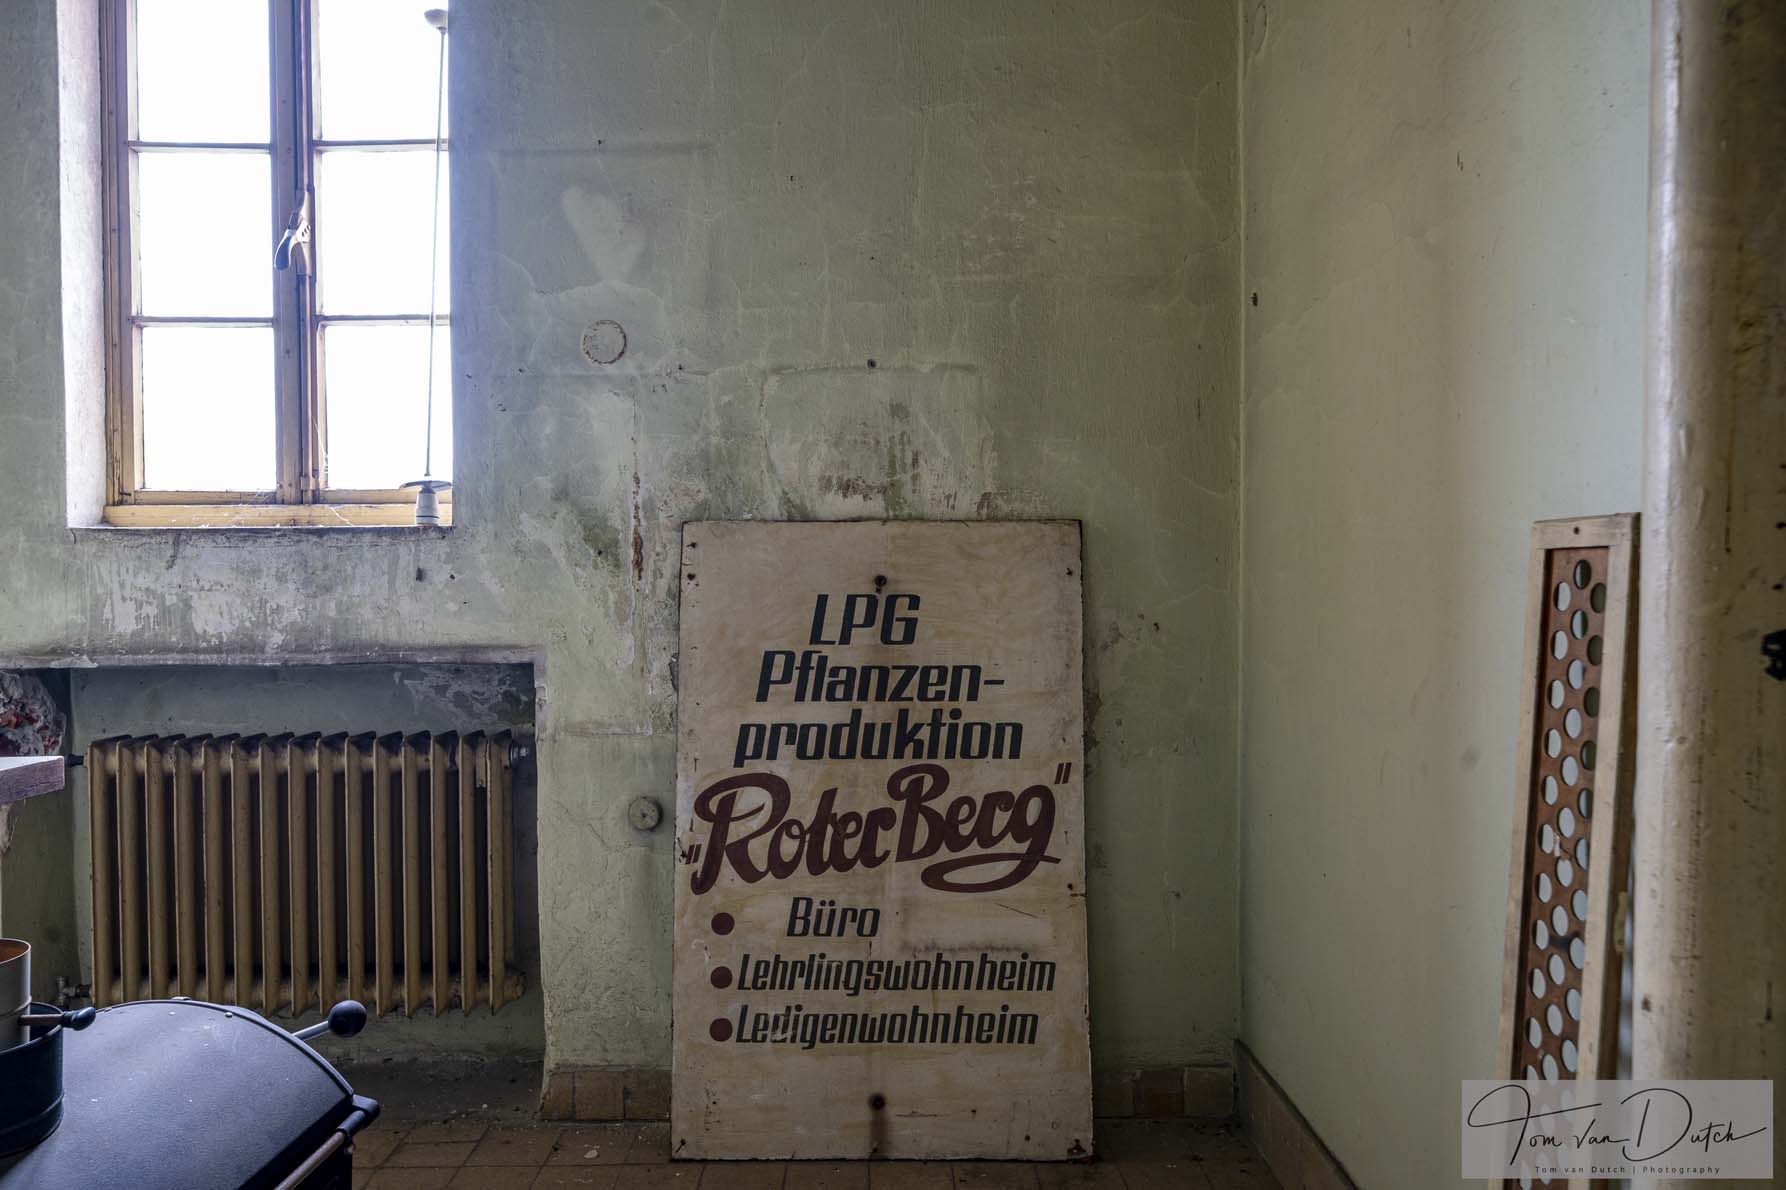 LPG
Pflanzen-
produktion
"Roter Berg"
Büro
Lehrlingswohnheim
Ledigenwohnheim
Tom van Dutch
Tom van Dutch | Photography